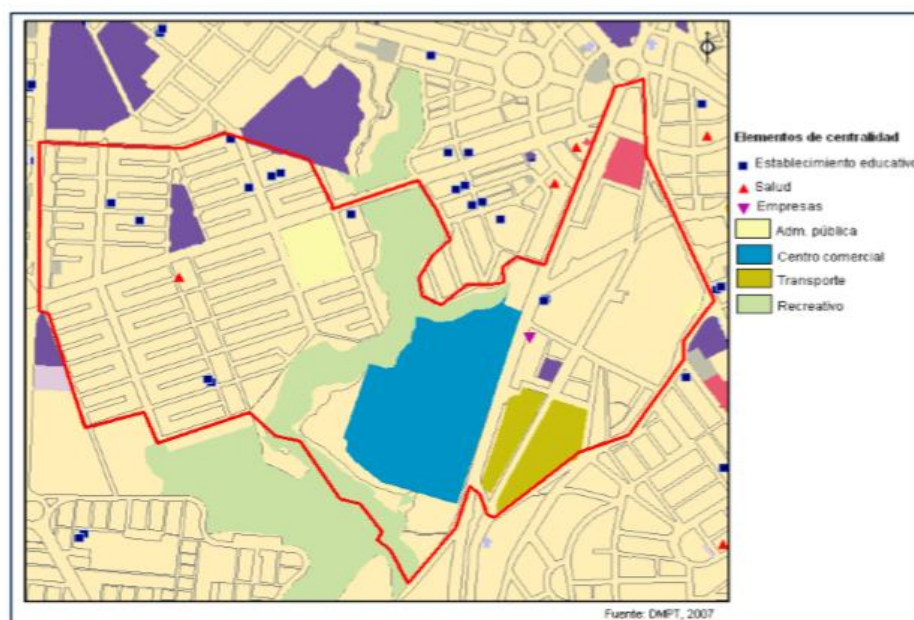 Elementos de centralidad
Establecimiento educativo
Salud
Empresas
Adm. pública
Centro comercial
Transporte
Recreativo
Fuente: DMPT, 2007